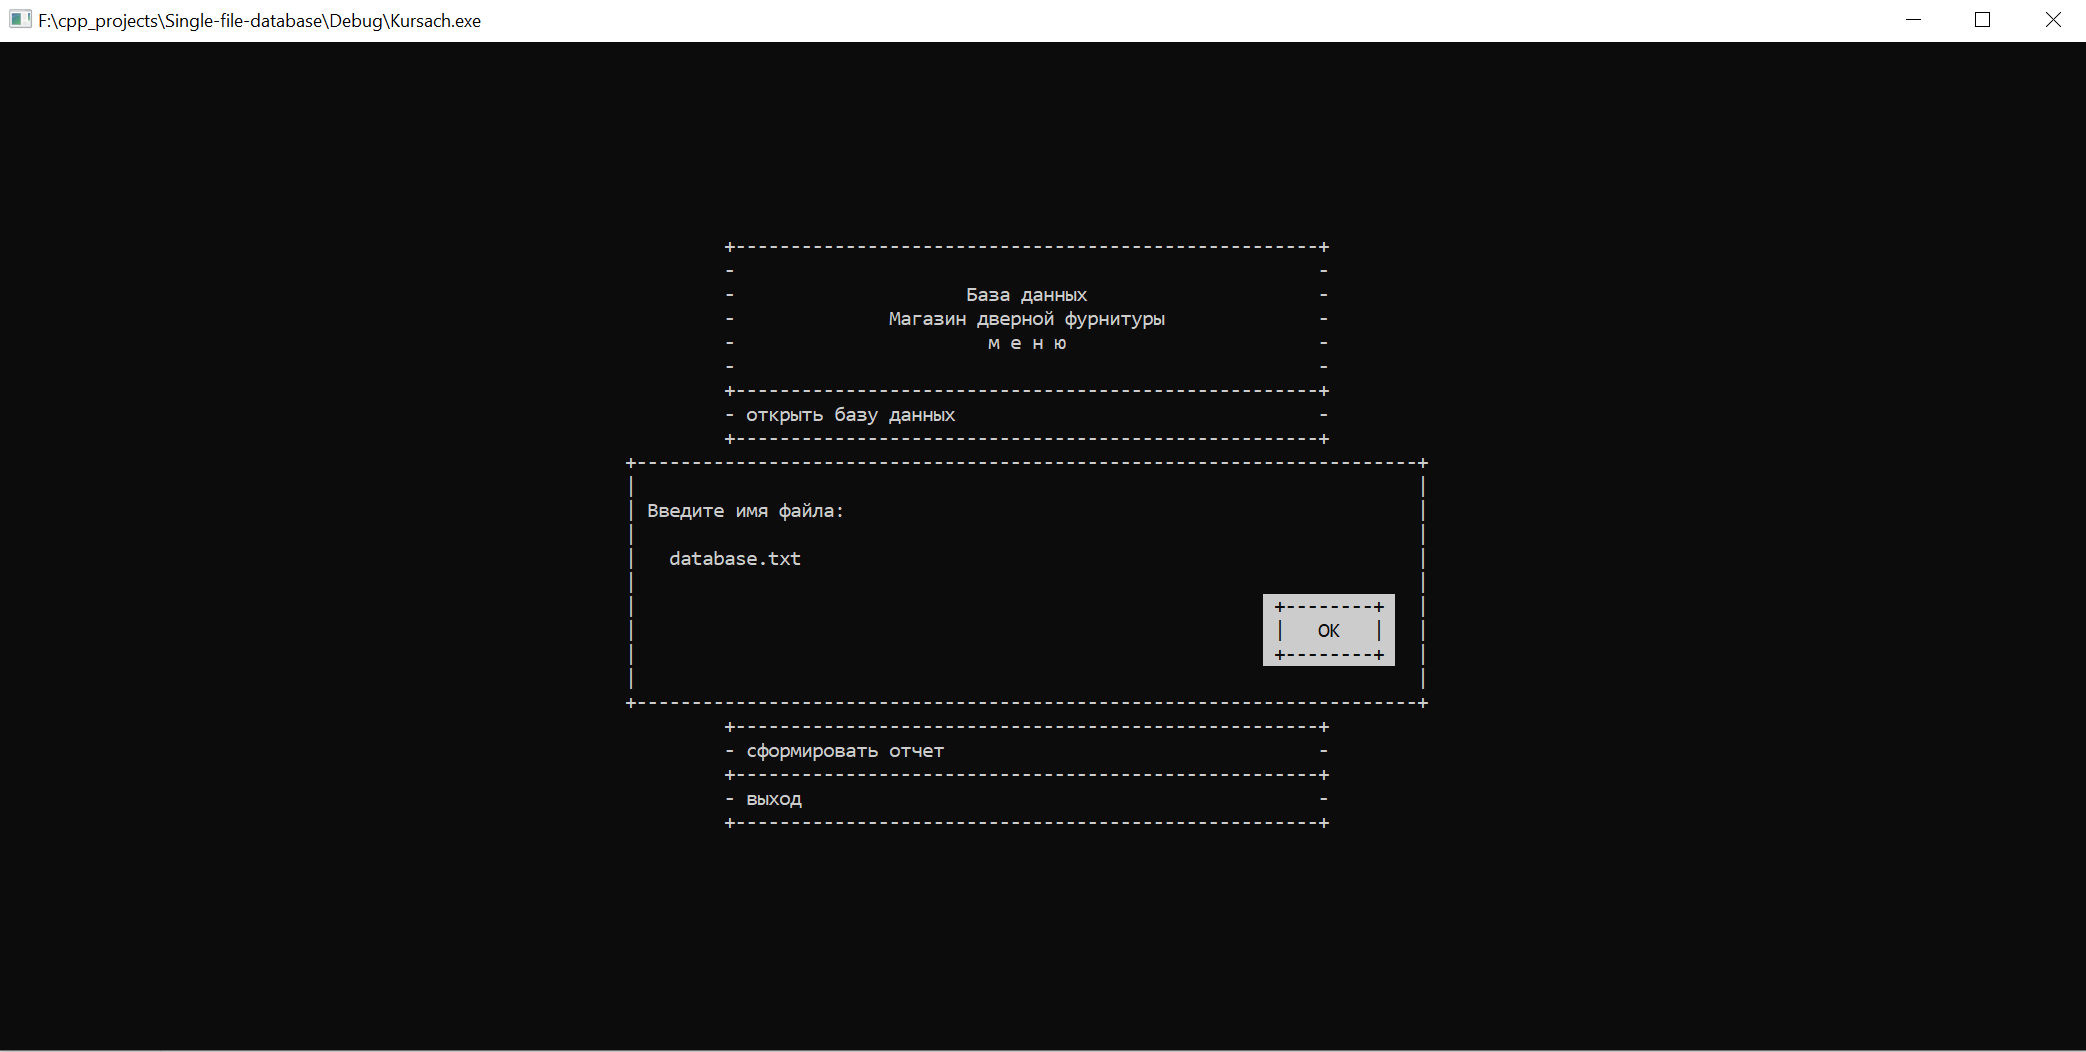 F:\cpp_projects\Single-file-database\Debug\Kursach.exe
База данных
Магазин дверной фурнитуры
м е н ю
открыть базу данных
Введите имя файла:
database.txt
OK
сформировать отчет
выход